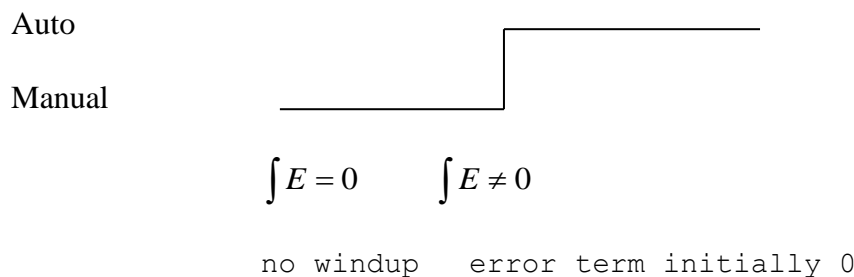 Auto
Manual
∫E = 0 ∫E ≠ 0
no windup error term initially 0